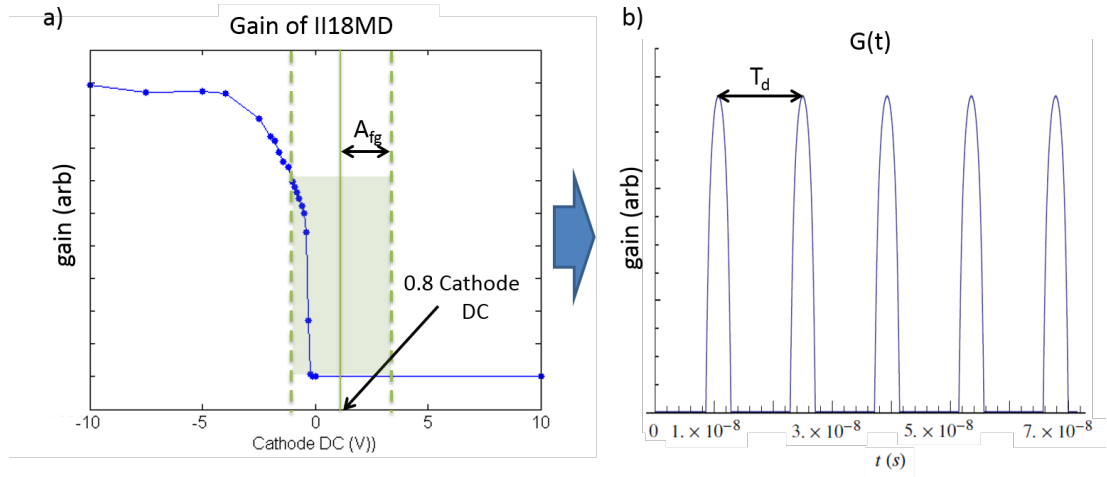 a)
Gain of II18MD
gain (arb)
A_fg
0.8 Cathode
DC
-10 -5 0 5 10
Cathode DC (V))
b)
G(t)
T_d
gain (arb)
0 1. × 10⁻⁸ 3. × 10⁻⁸ 5. × 10⁻⁸ 7. × 10⁻⁸
t (s)